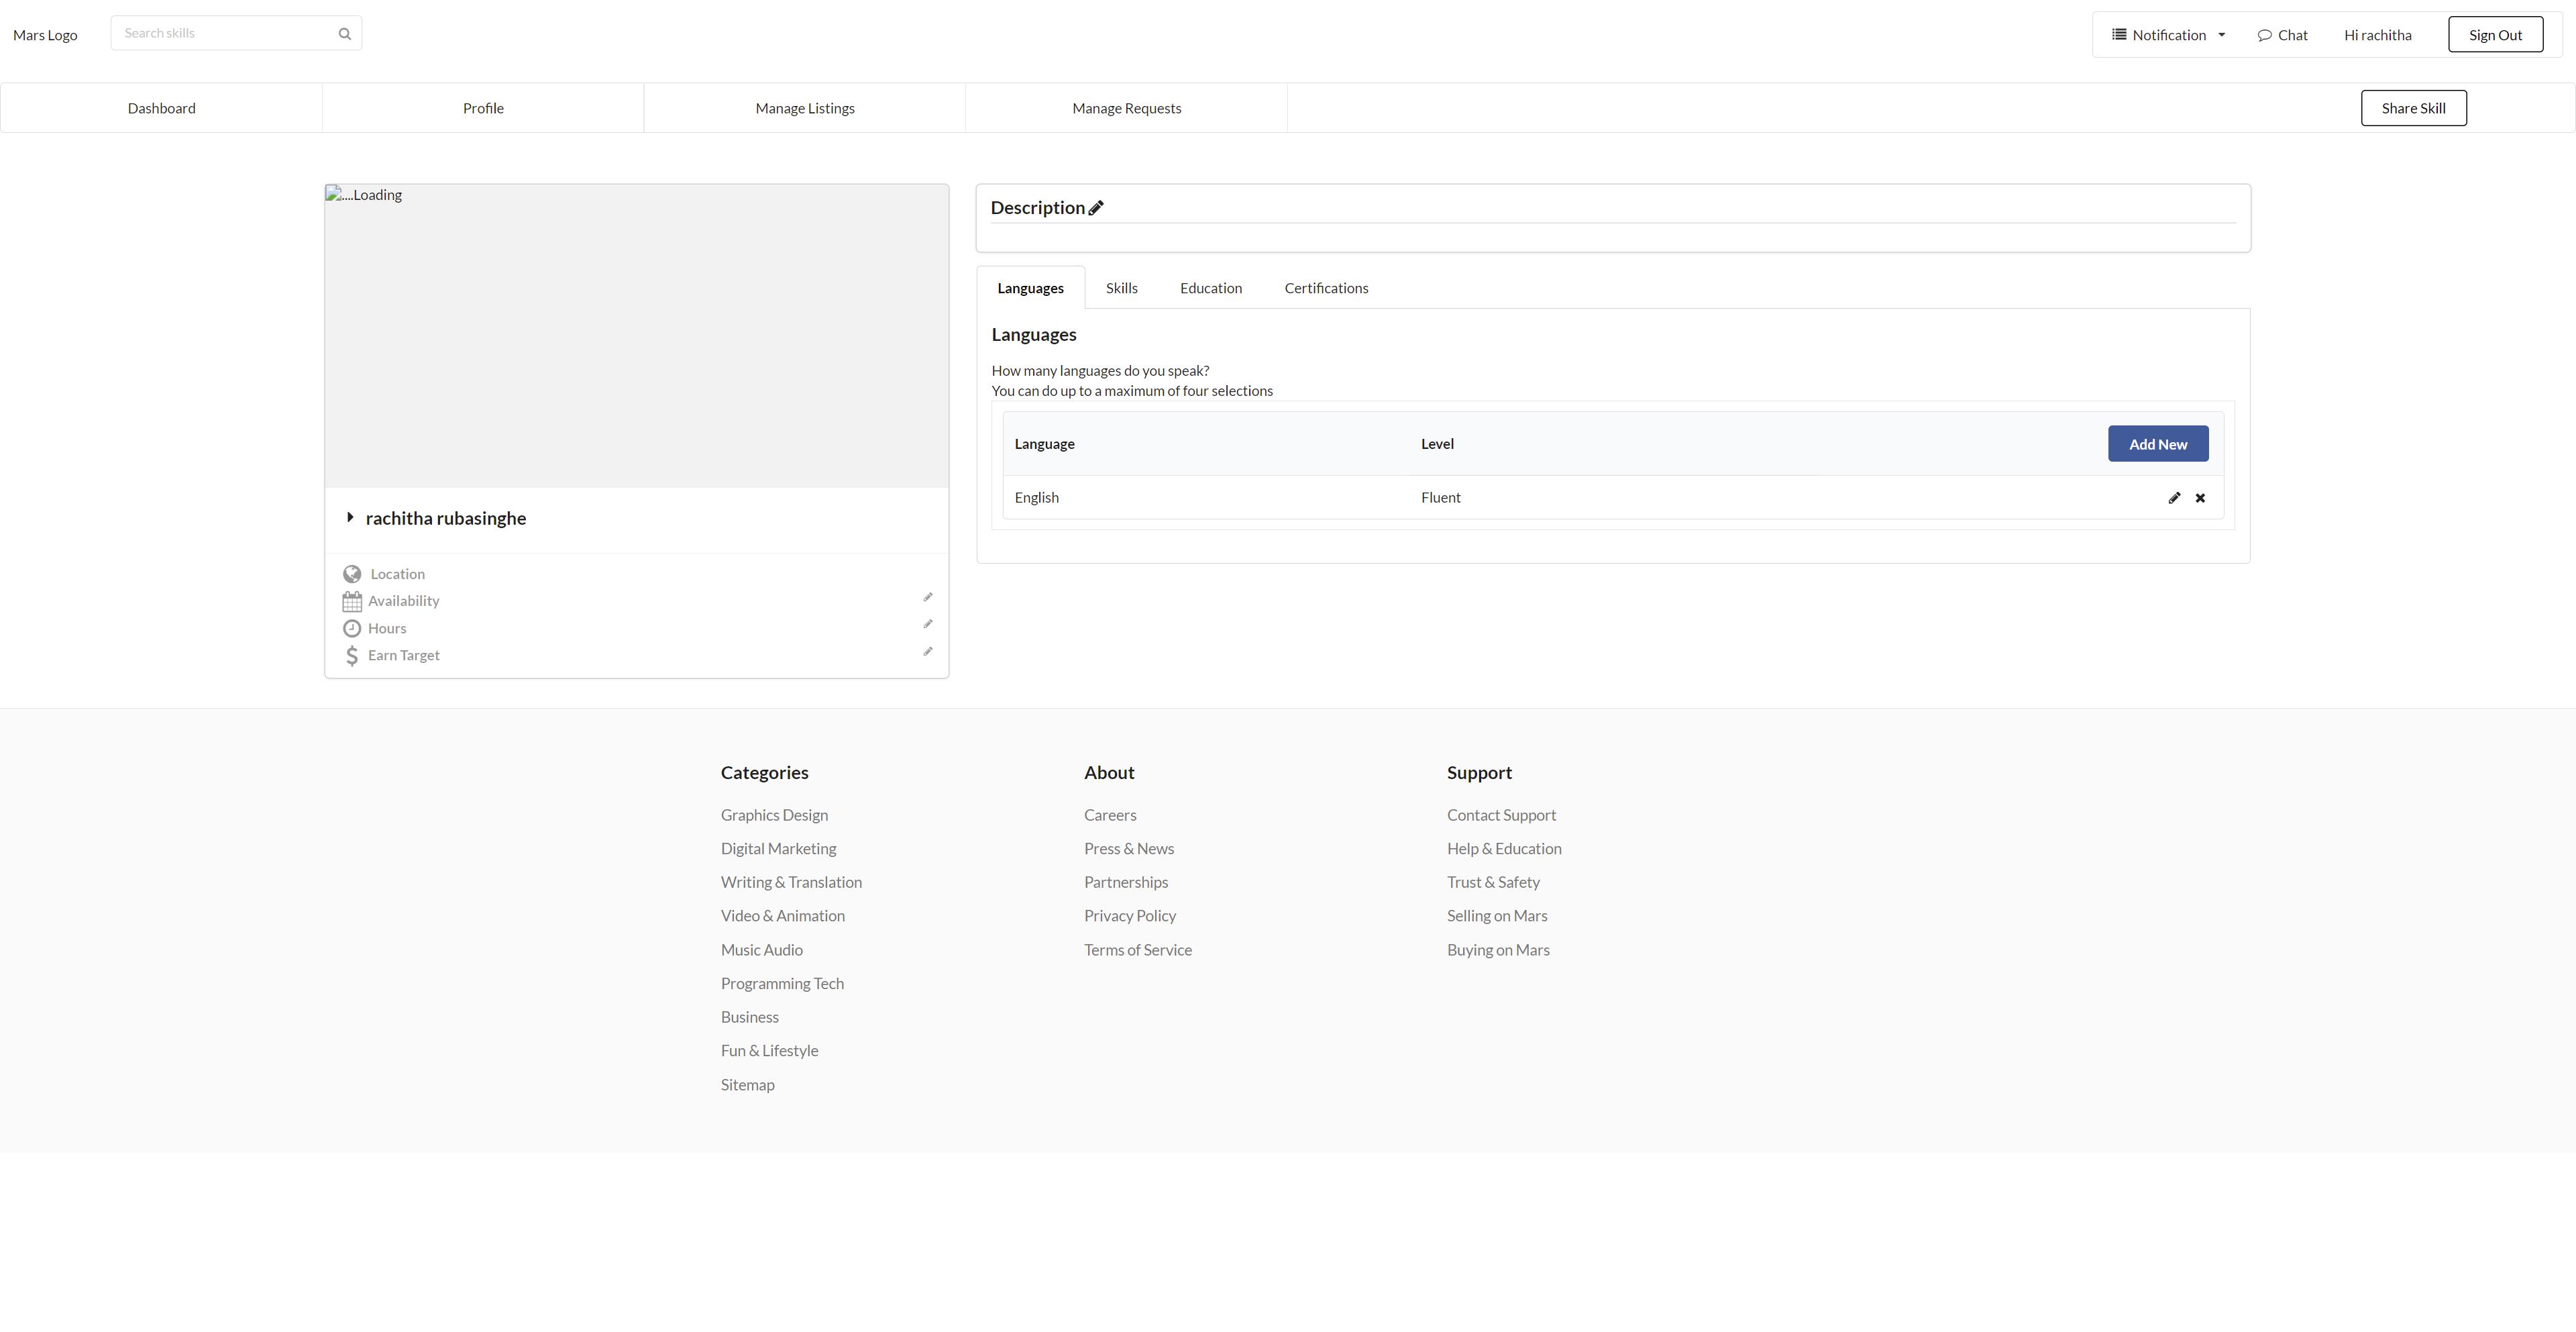 Mars Logo
Search skills
Notification
Chat
Hi rachitha
Sign Out
Dashboard
Profile
Manage Listings
Manage Requests
Share Skill
....Loading
rachitha rubasinghe
Location
Availability
Hours
Earn Target
Description
Languages
Skills
Education
Certifications
Languages
How many languages do you speak?
You can do up to a maximum of four selections
Language
Level
Add New
English
Fluent
Categories
Graphics Design
Digital Marketing
Writing & Translation
Video & Animation
Music Audio
Programming Tech
Business
Fun & Lifestyle
Sitemap
About
Careers
Press & News
Partnerships
Privacy Policy
Terms of Service
Support
Contact Support
Help & Education
Trust & Safety
Selling on Mars
Buying on Mars